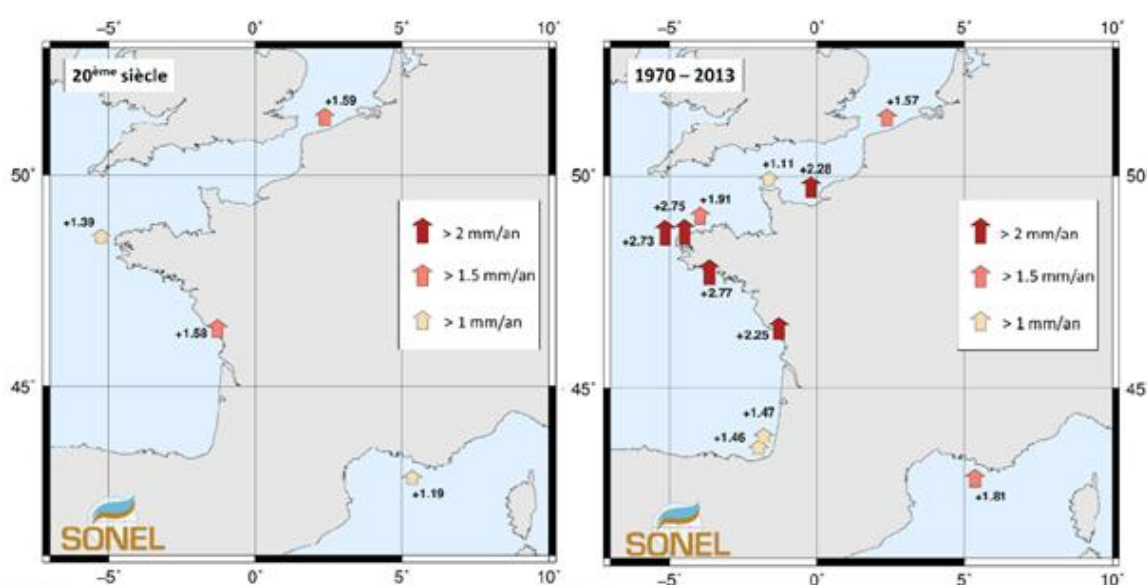 −5° 0° 5° 10°
20ème siècle
+1.59
50°
+1.39
> 2 mm/an
> 1.5 mm/an
+1.58
> 1 mm/an
45°
+1.19
SONEL
−5° 0° 5° 10°
−5° 0° 5° 10°
1970 – 2013
+1.57
+1.11
+2.28
50°
+2.75
+1.91
+2.73
> 2 mm/an
+2.77
> 1.5 mm/an
+2.25
> 1 mm/an
45°
45°
+1.47
+1.46
+1.81
SONEL
−5° 0° 5° 10°